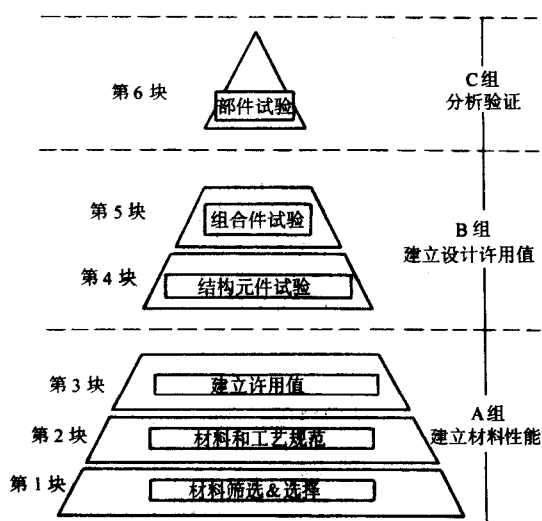 第6块
部件试验
C组
分析验证
第5块
组合件试验
B组
建立设计许用值
第4块
结构元件试验
第3块
建立许用值
A组
建立材料性能
第2块
材料和工艺规范
第1块
材料筛选&选择